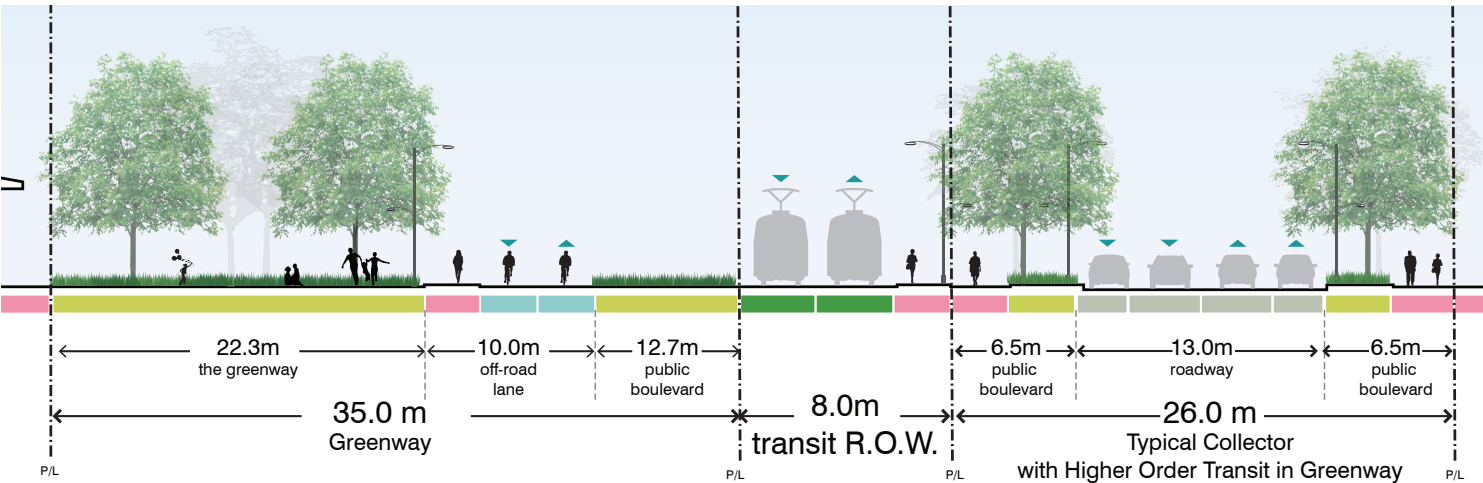 22.3m
the greenway
10.0m
off-road
lane
12.7m
public
boulevard
6.5m
public
boulevard
13.0m
roadway
6.5m
public
boulevard
35.0 m
Greenway
8.0m
transit R.O.W.
26.0 m
Typical Collector
with Higher Order Transit in Greenway
P/L
P/L
P/L
P/L